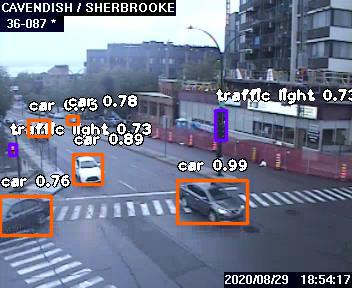 CAVENDISH / SHERBROOKE
36-087 *
car 0.78
traffic light 0.73
traffic light 0.73
car 0.89
car 0.99
car 0.76
2020/08/29 18:54:17